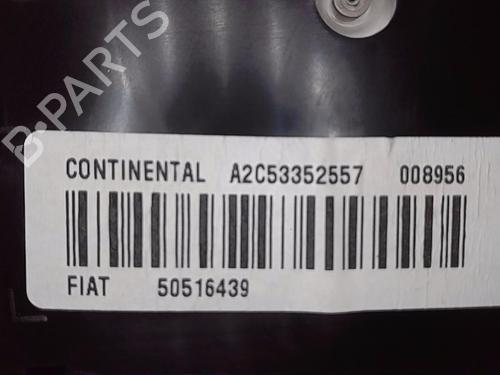 B-PARTS
CONTINENTAL A2C53352557 008956
FIAT 50516439